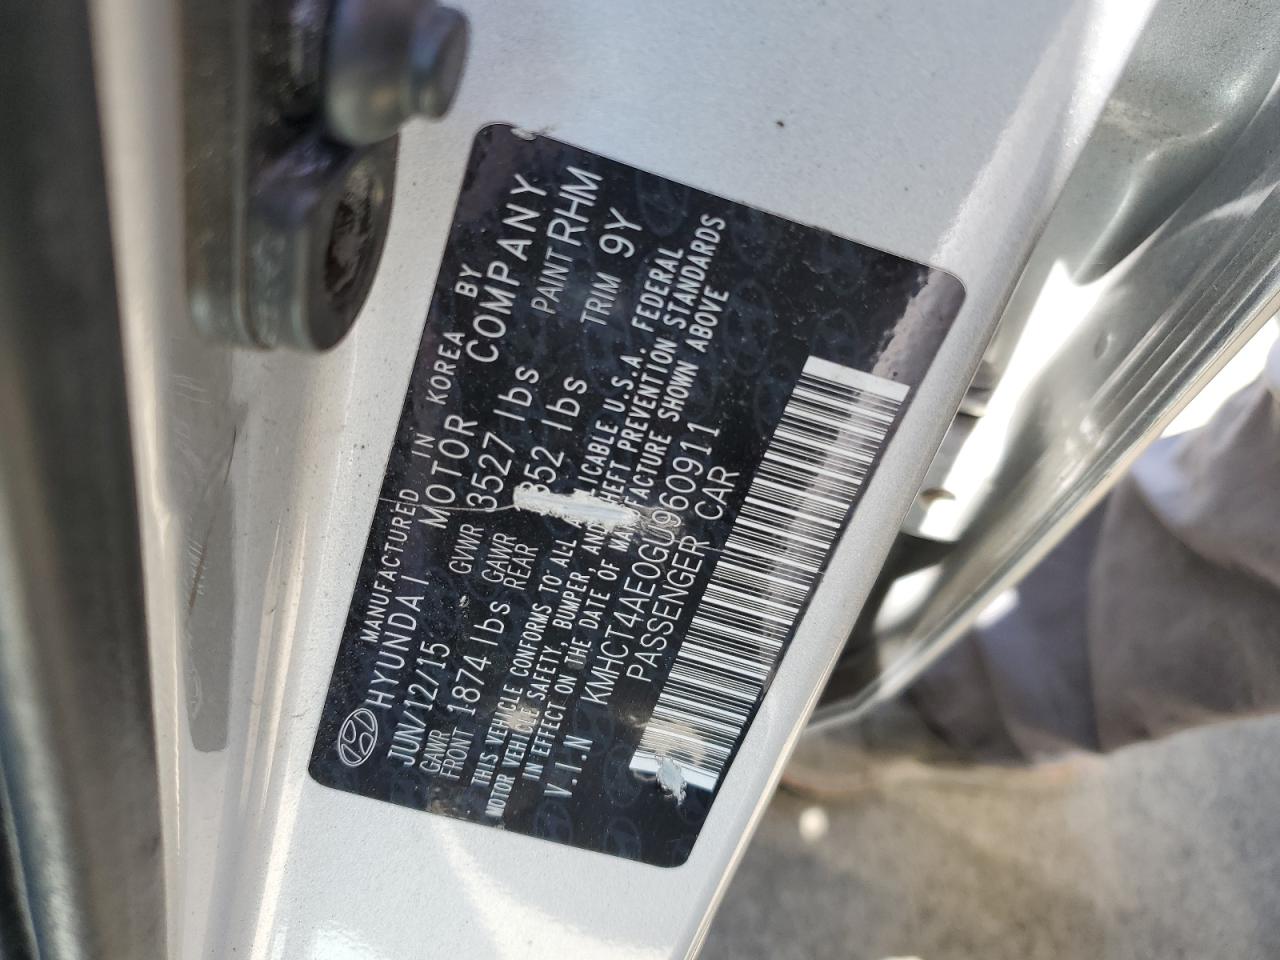 MANUFACTURED IN KOREA BY
HYUNDAI MOTOR COMPANY
JUN/12/15 GVWR 3527 lbs PAINT RHM
GAWR FRONT 1874 lbs GAWR REAR lbs TRIM 9Y
THIS VEHICLE CONFORMS TO ALL U.S.A. FEDERAL
MOTOR VEHICLE SAFETY, BUMPER, AND THEFT PREVENTION STANDARDS
IN EFFECT ON THE DATE OF MANUFACTURE SHOWN ABOVE
V.I.N KMHCT4AE0GU960911
PASSENGER CAR